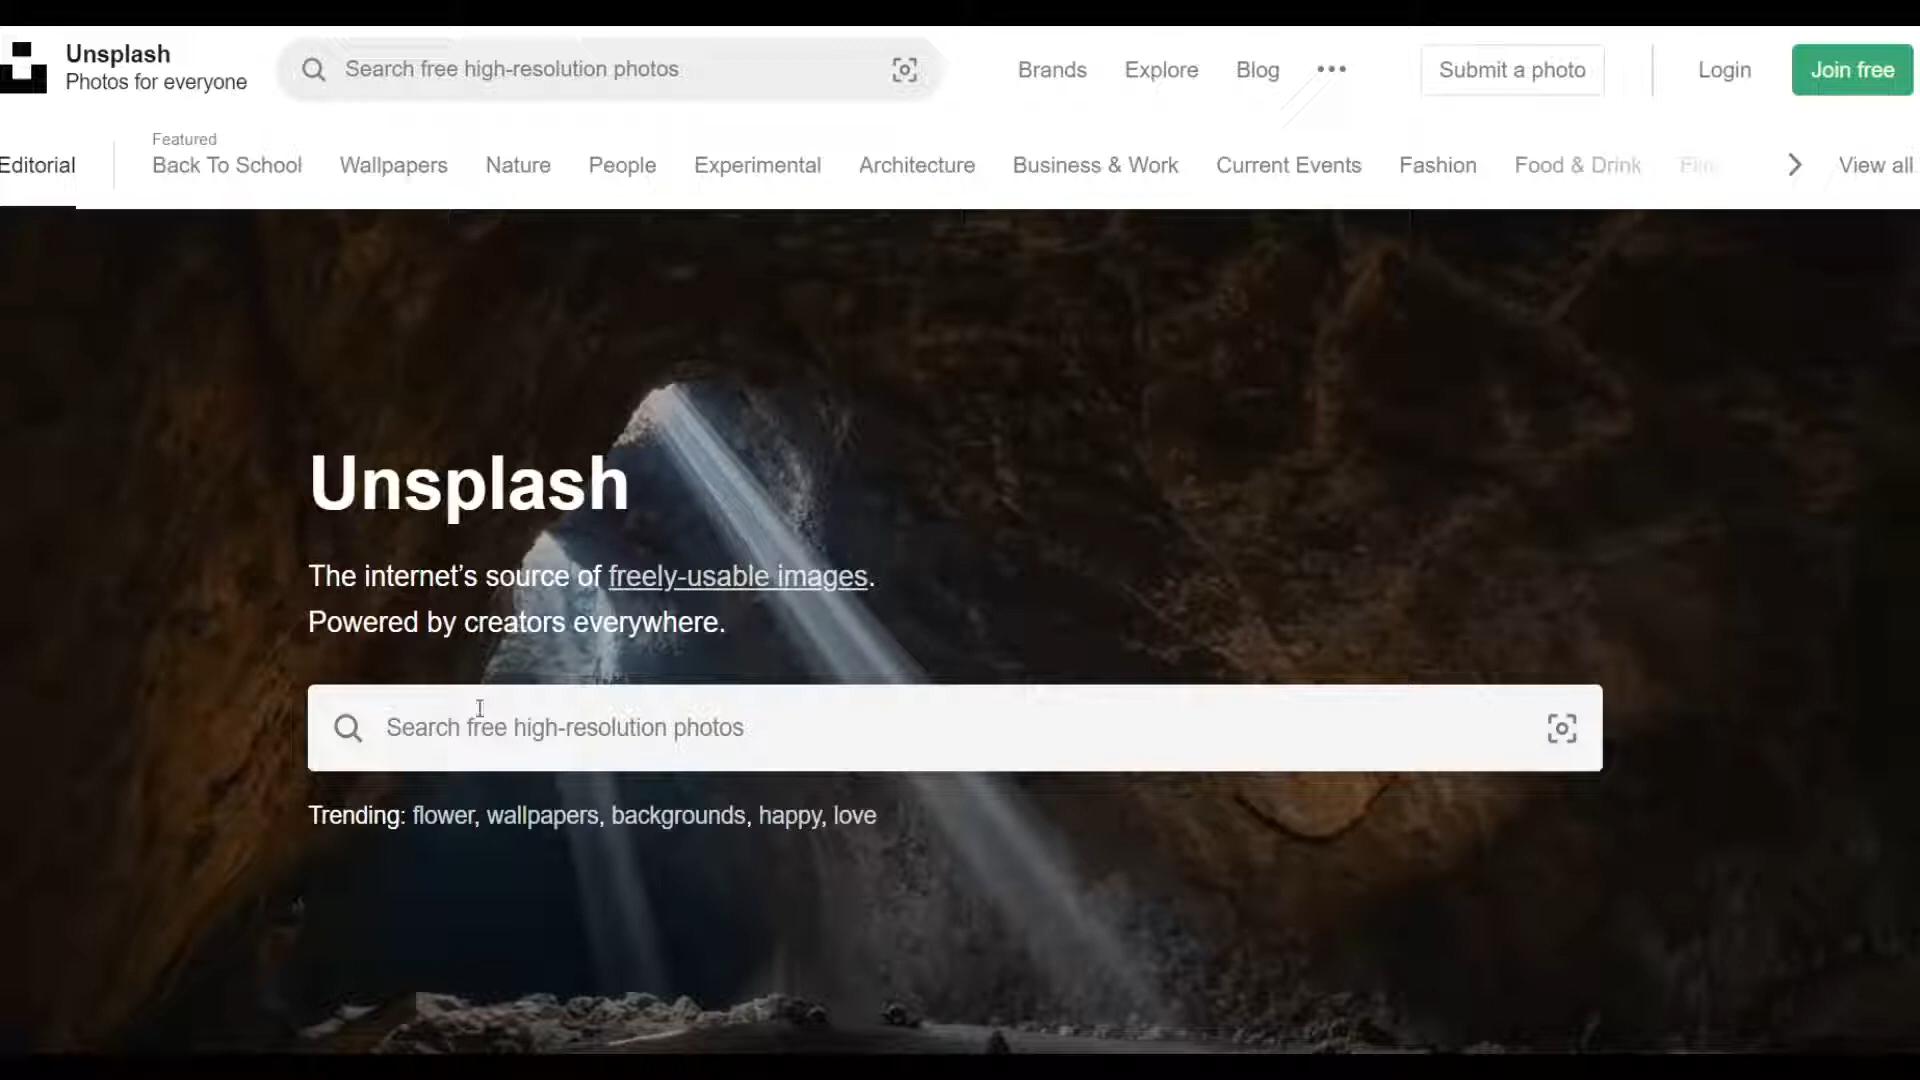 Unsplash
Photos for everyone
Search free high-resolution photos
Brands
Explore
Blog
Submit a photo
Login
Join free
Editorial
Featured
Back To School
Wallpapers
Nature
People
Experimental
Architecture
Business & Work
Current Events
Fashion
Food & Drink
View all
Unsplash
The internet’s source of freely-usable images.
Powered by creators everywhere.
Search free high-resolution photos
Trending: flower, wallpapers, backgrounds, happy, love